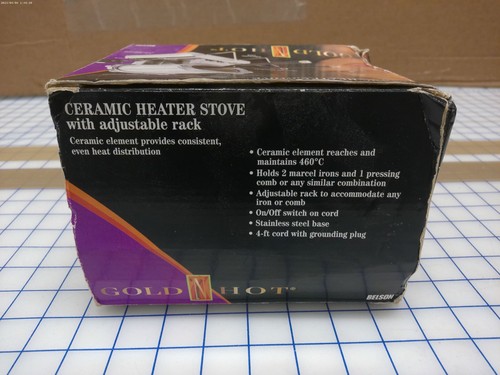 GOLD N HOT
CERAMIC HEATER STOVE
with adjustable rack
Ceramic element provides consistent,
even heat distribution
• Ceramic element reaches and
maintains 460°C
• Holds 2 marcel irons and 1 pressing
comb or any similar combination
• Adjustable rack to accommodate any
iron or comb
• On/Off switch on cord
• Stainless steel base
• 4-ft cord with grounding plug
GOLD N HOT®
BELSON